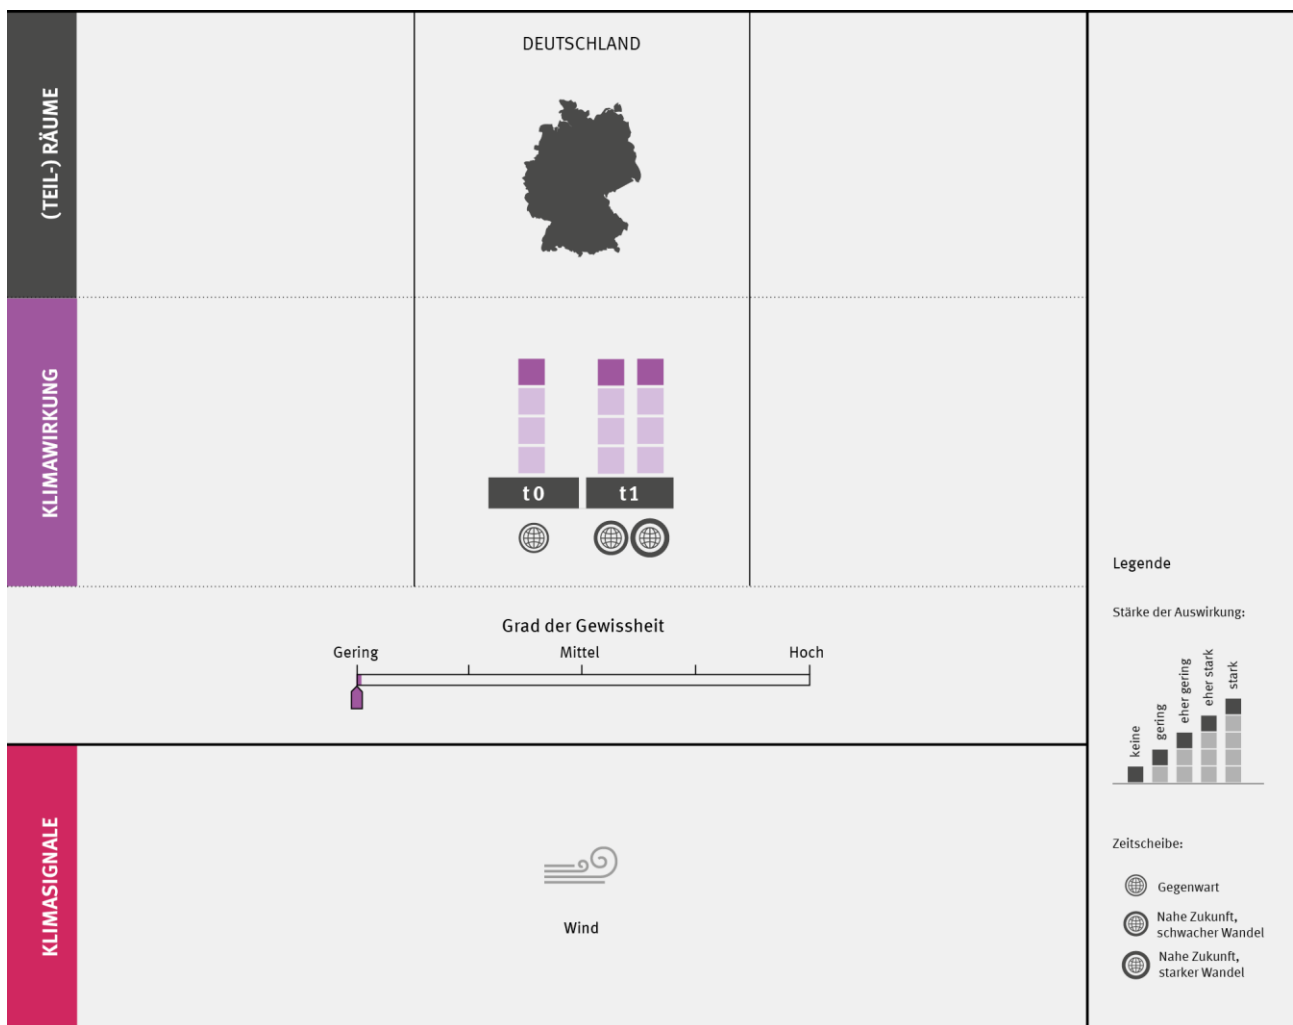 (TEIL-) RÄUME
DEUTSCHLAND
KLIMAWIRKUNG
t0
t1
Grad der Gewissheit
Gering
Mittel
Hoch
KLIMASIGNALE
Wind
Legende
Stärke der Auswirkung:
keine
gering
eher gering
eher stark
stark
Zeitscheibe:
Gegenwart
Nahe Zukunft,
schwacher Wandel
Nahe Zukunft,
starker Wandel